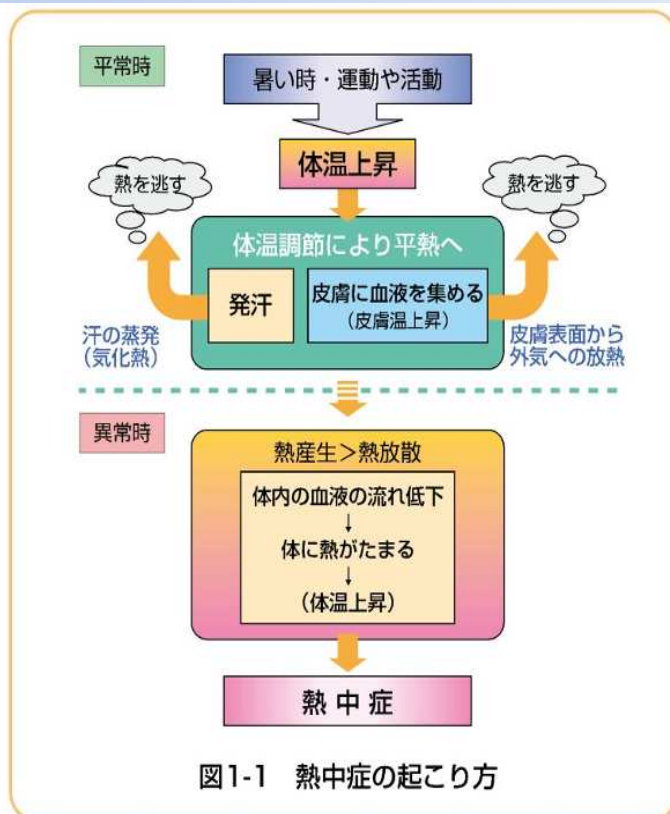 平常時
暑い時・運動や活動
体温上昇
熱を逃す
熱を逃す
体温調節により平熱へ
発汗
皮膚に血液を集める
(皮膚温上昇)
汗の蒸発
(気化熱)
皮膚表面から
外気への放熱
異常時
熱産生>熱放散
体内の血液の流れ低下
↓
体に熱がたまる
↓
(体温上昇)
熱中症
図1-1 熱中症の起こり方